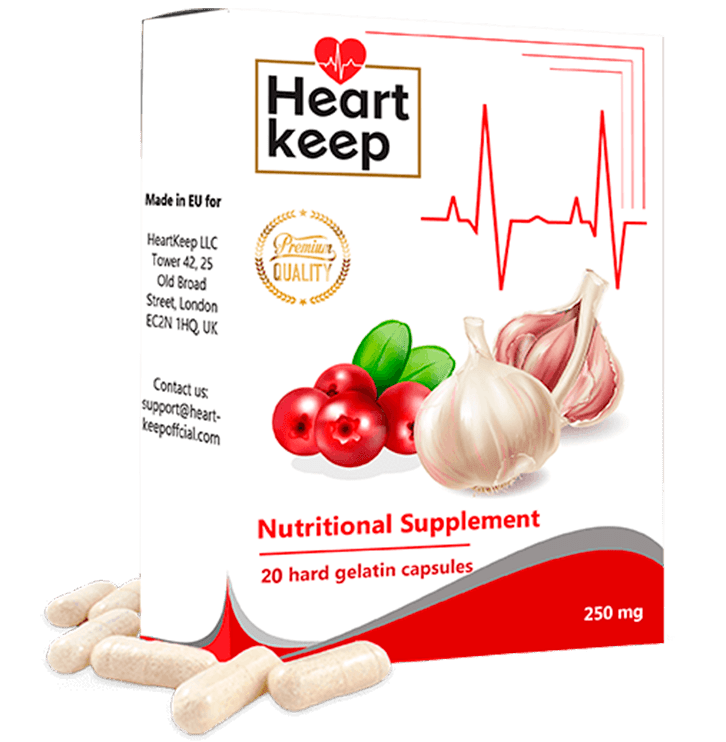 Heart
keep
Made in EU for
HeartKeep LLC
Tower 42, 25
Old Broad
Street, London
EC2N 1HQ, UK
Contact us:
support@heart-
keepoffcial.com
Premium
QUALITY
Nutritional Supplement
20 hard gelatin capsules
250 mg